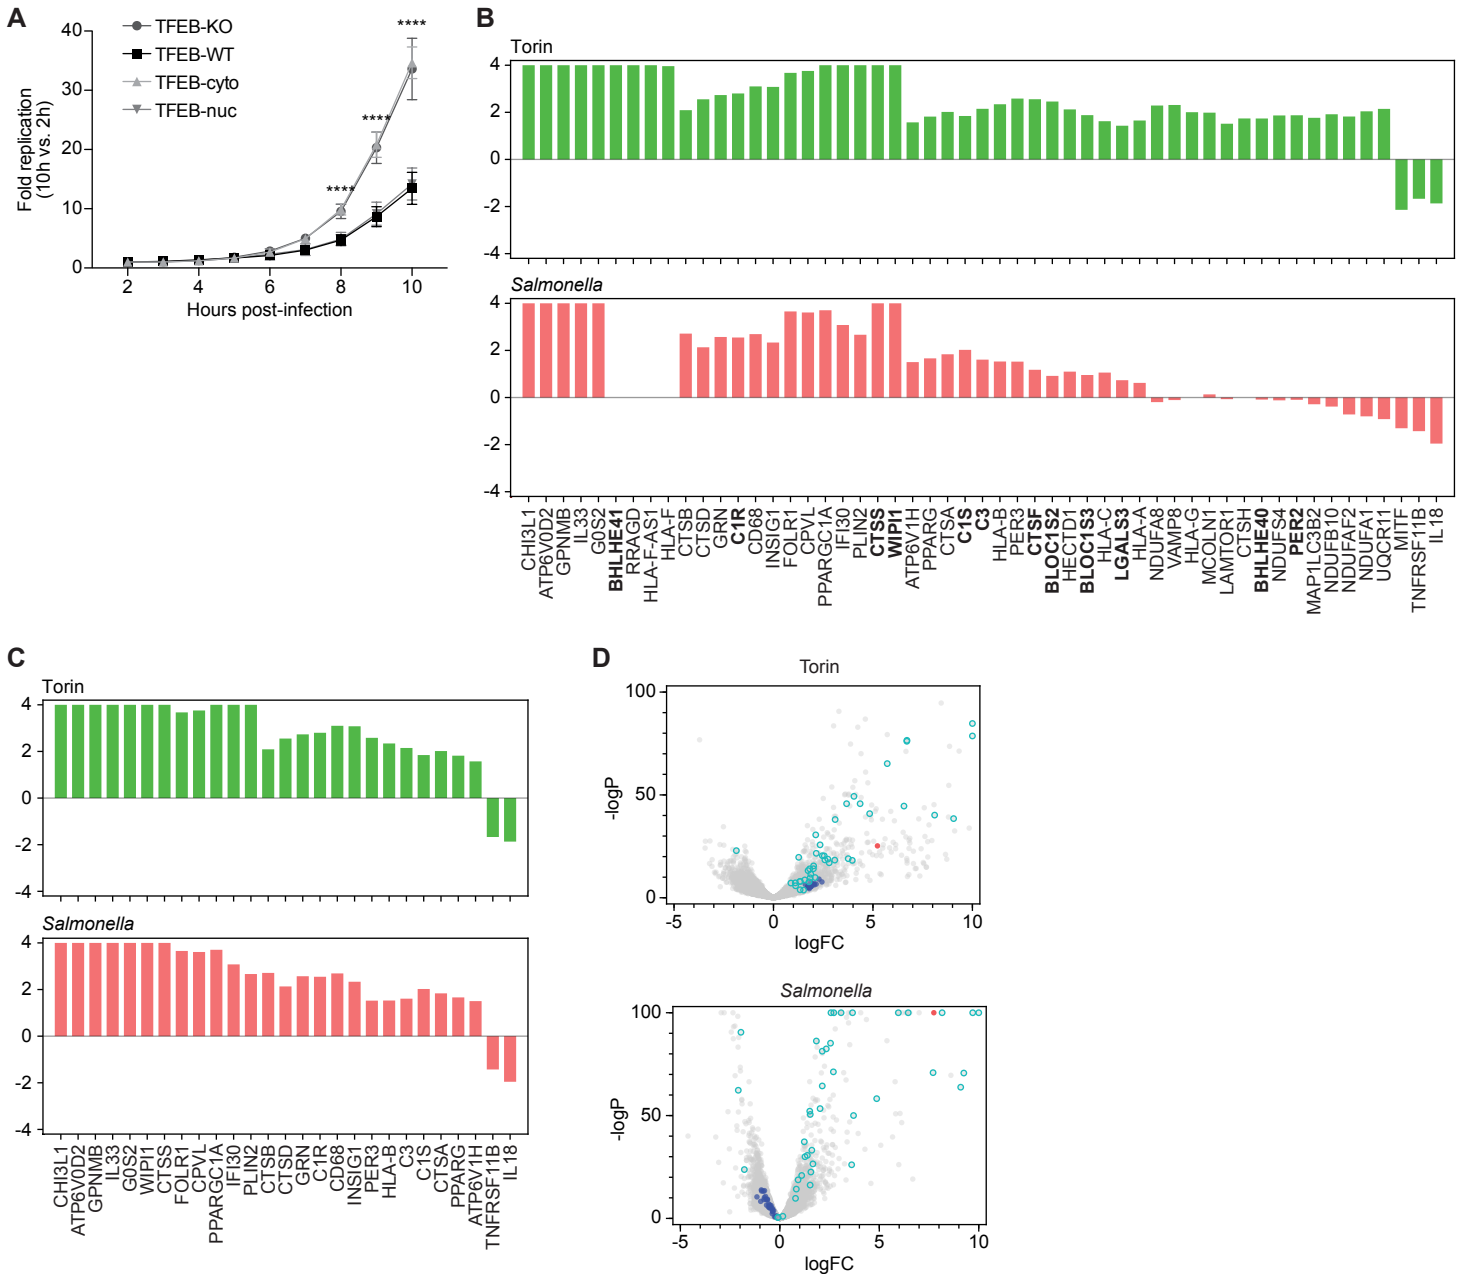 A
TFEB-KO
TFEB-WT
TFEB-cyto
TFEB-nuc
Fold replication
(10h vs. 2h)
40
30
20
10
0
****
****
****
2
4
6
8
10
Hours post-infection
B
Torin
4
2
0
-2
-4
Salmonella
4
2
0
-2
-4
CHI3L1
ATP6V0D2
GPNMB
IL33
G0S2
BHLHE41
RRAGD
HLA-F-AS1
HLA-F
CTSB
CTSD
GRN
C1R
CD68
INSIG1
FOLR1
CPVL
PPARGC1A
IFI30
PLIN2
CTSS
WIPI1
ATP6V1H
PPARG
CTSA
C1S
C3
HLA-B
PER3
CTSF
BLOC1S2
HECTD1
BLOC1S3
HLA-C
LGALS3
HLA-A
NDUFA8
VAMP8
HLA-G
MCOLN1
LAMTOR1
CTSH
BHLHE40
NDUFS4
PER2
MAP1LC3B2
NDUFB10
NDUFAF2
NDUFA1
UQCR11
MITF
TNFRSF11B
IL18
C
Torin
4
2
0
-2
-4
Salmonella
4
2
0
-2
-4
CHI3L1
ATP6V0D2
GPNMB
IL33
G0S2
WIPI1
CTSS
FOLR1
CPVL
PPARGC1A
IFI30
PLIN2
CTSB
CTSD
GRN
C1R
CD68
INSIG1
PER3
HLA-B
C3
C1S
CTSA
PPARG
ATP6V1H
TNFRSF11B
IL18
D
Torin
-logP
100
50
0
-5
0
5
10
logFC
Salmonella
-logP
100
50
0
-5
0
5
10
logFC